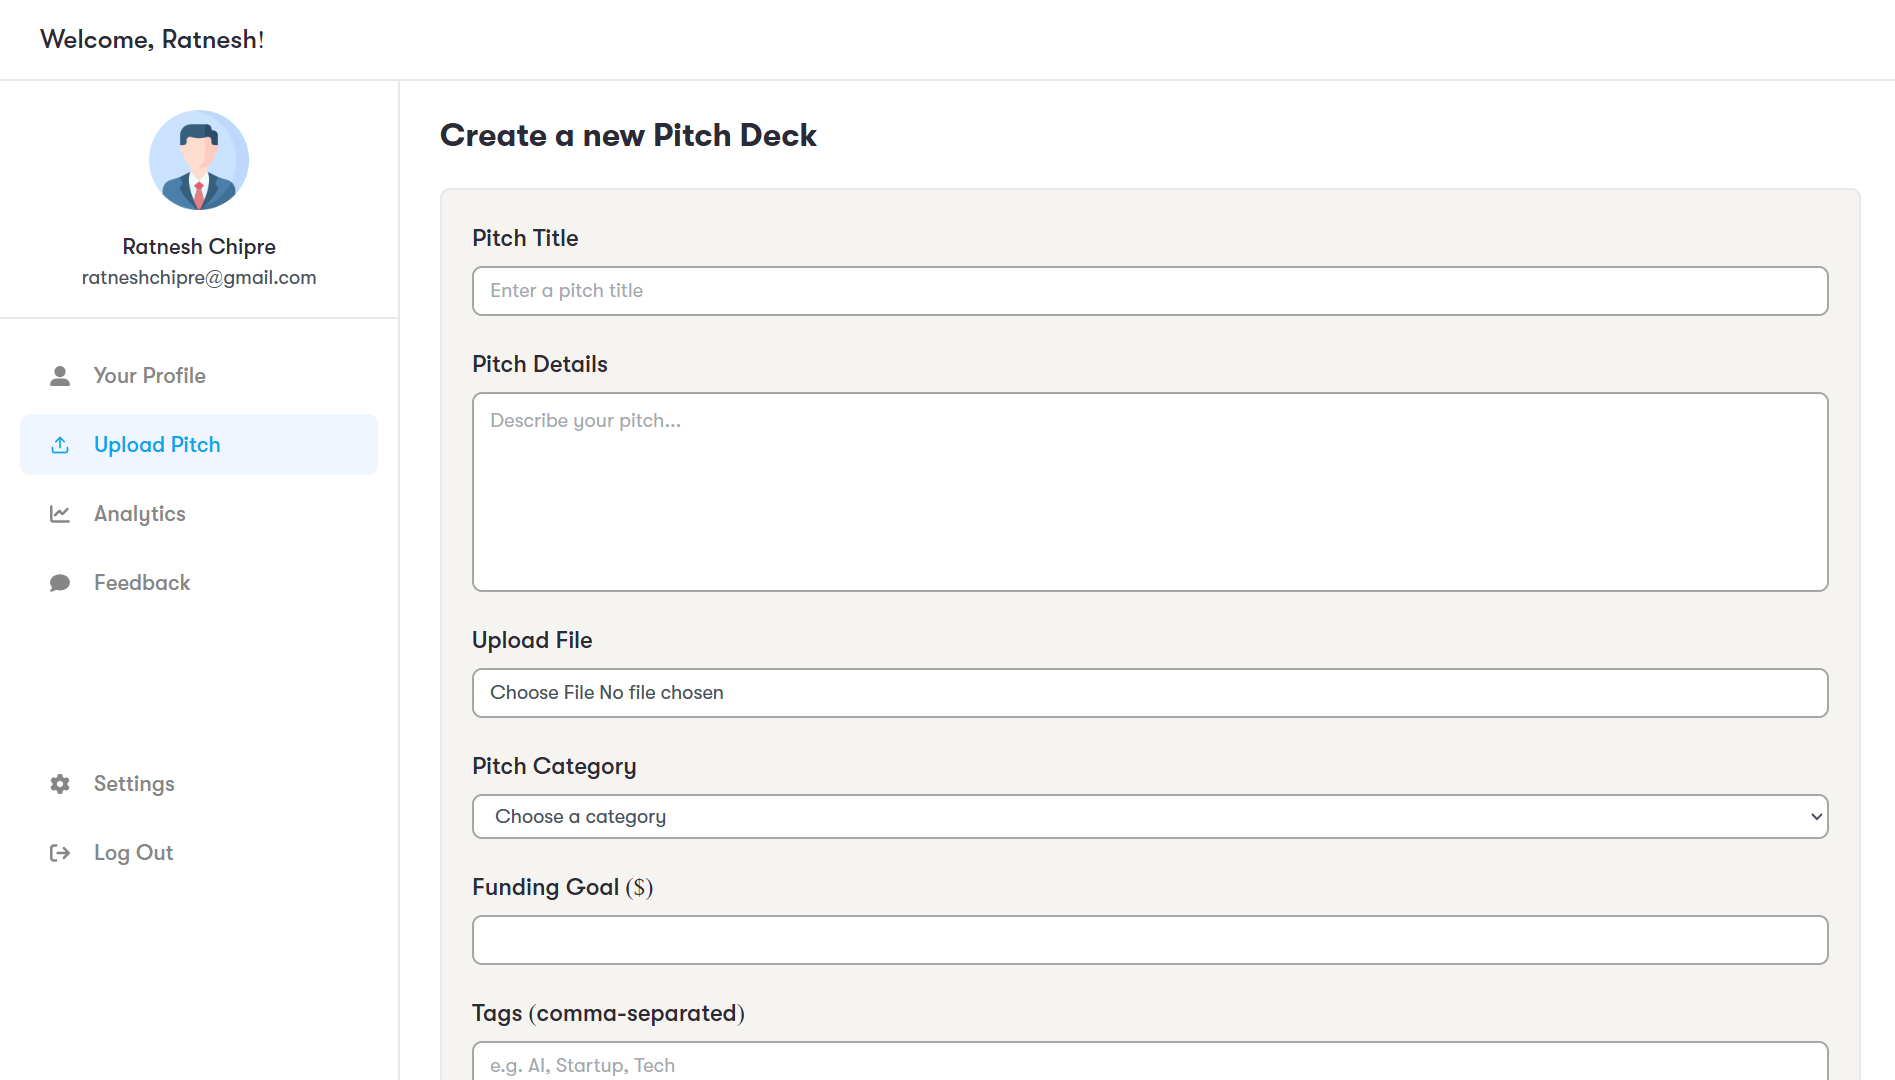 Welcome, Ratnesh!
Ratnesh Chipre
ratneshchipre@gmail.com
Your Profile
Upload Pitch
Analytics
Feedback
Settings
Log Out
Create a new Pitch Deck
Pitch Title
Enter a pitch title
Pitch Details
Describe your pitch...
Upload File
Choose File No file chosen
Pitch Category
Choose a category
Funding Goal ($)
Tags (comma-separated)
e.g. AI, Startup, Tech